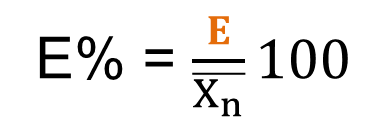 E% = E/X̅ₙ 100